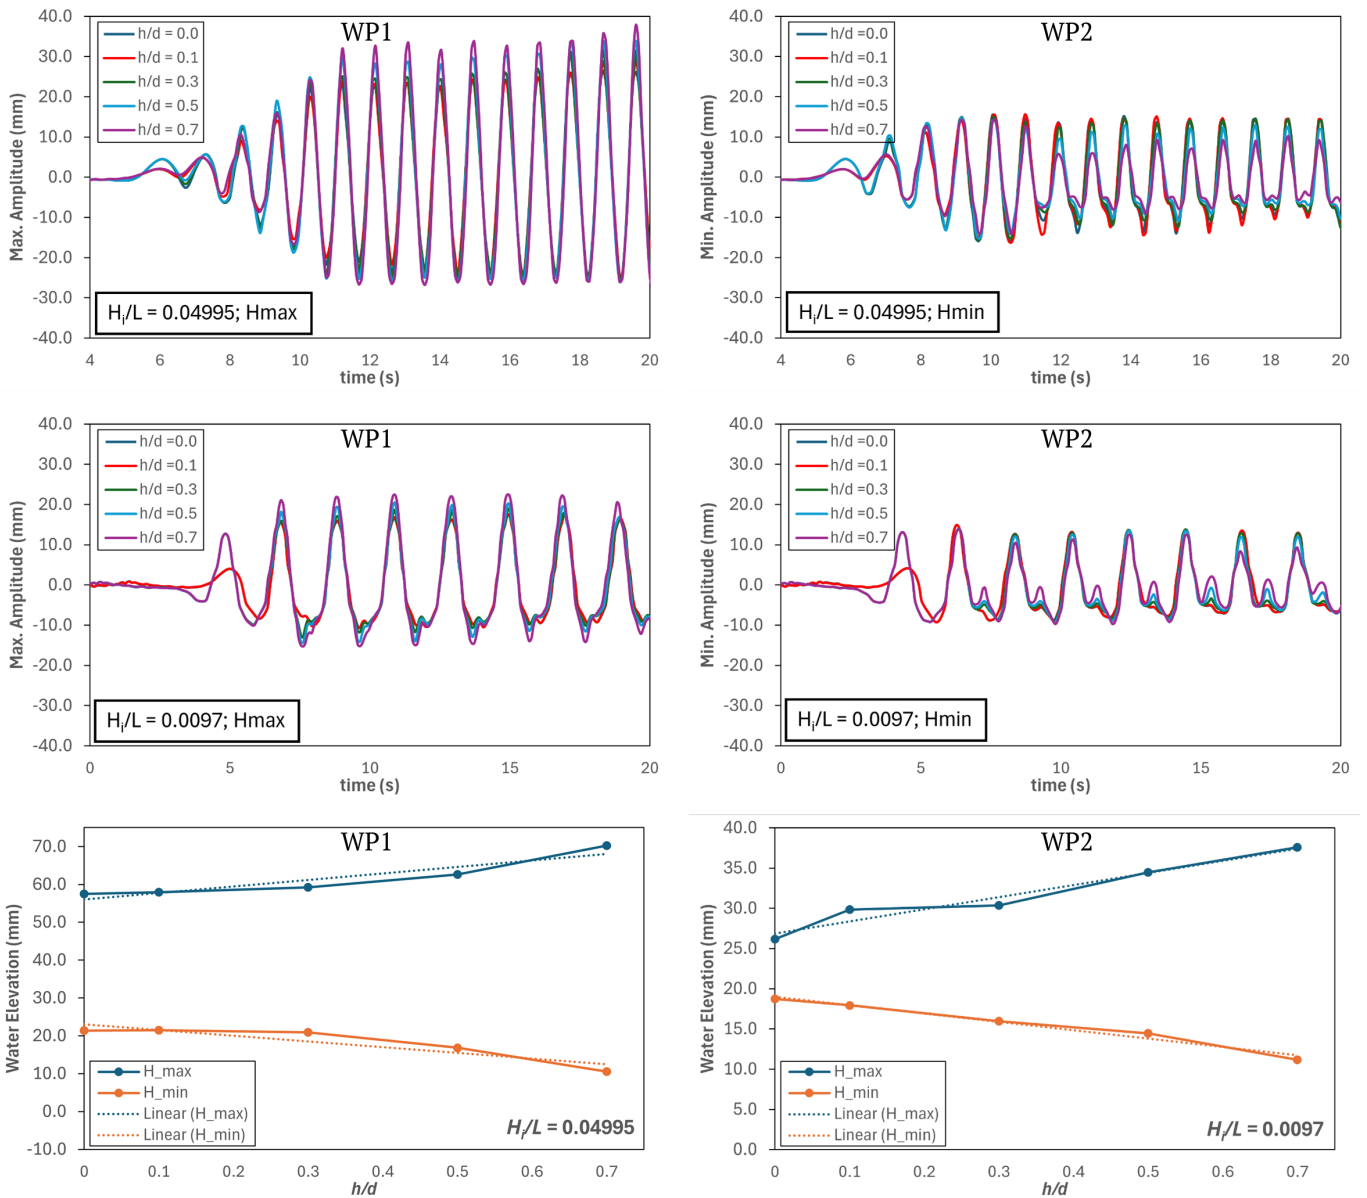 WP1
40.0
30.0
20.0
10.0
0.0
-10.0
-20.0
-30.0
-40.0
Max. Amplitude (mm)
h/d = 0.0
h/d = 0.1
h/d = 0.3
h/d = 0.5
h/d = 0.7
Hi/L = 0.04995; Hmax
4 6 8 10 12 14 16 18 20
time (s)
WP2
40.0
30.0
20.0
10.0
0.0
-10.0
-20.0
-30.0
-40.0
Min. Amplitude (mm)
h/d = 0.0
h/d = 0.1
h/d = 0.3
h/d = 0.5
h/d = 0.7
Hi/L = 0.04995; Hmin
4 6 8 10 12 14 16 18 20
time (s)
WP1
40.0
30.0
20.0
10.0
0.0
-10.0
-20.0
-30.0
-40.0
Max. Amplitude (mm)
h/d =0.0
h/d =0.1
h/d =0.3
h/d =0.5
h/d =0.7
Hi/L = 0.0097; Hmax
0 5 10 15 20
time (s)
WP2
40.0
30.0
20.0
10.0
0.0
-10.0
-20.0
-30.0
-40.0
Min. Amplitude (mm)
h/d =0.0
h/d =0.1
h/d =0.3
h/d =0.5
h/d =0.7
Hi/L = 0.0097; Hmin
0 5 10 15 20
time (s)
WP1
70.0
60.0
50.0
40.0
30.0
20.0
10.0
0.0
-10.0
Water Elevation (mm)
H_max
H_min
Linear (H_max)
Linear (H_min)
Hi/L = 0.04995
0 0.1 0.2 0.3 0.4 0.5 0.6 0.7
h/d
WP2
40.0
35.0
30.0
25.0
20.0
15.0
10.0
5.0
0.0
Water Elevation (mm)
H_max
H_min
Linear (H_max)
Linear (H_min)
Hi/L = 0.0097
0 0.1 0.2 0.3 0.4 0.5 0.6 0.7
h/d